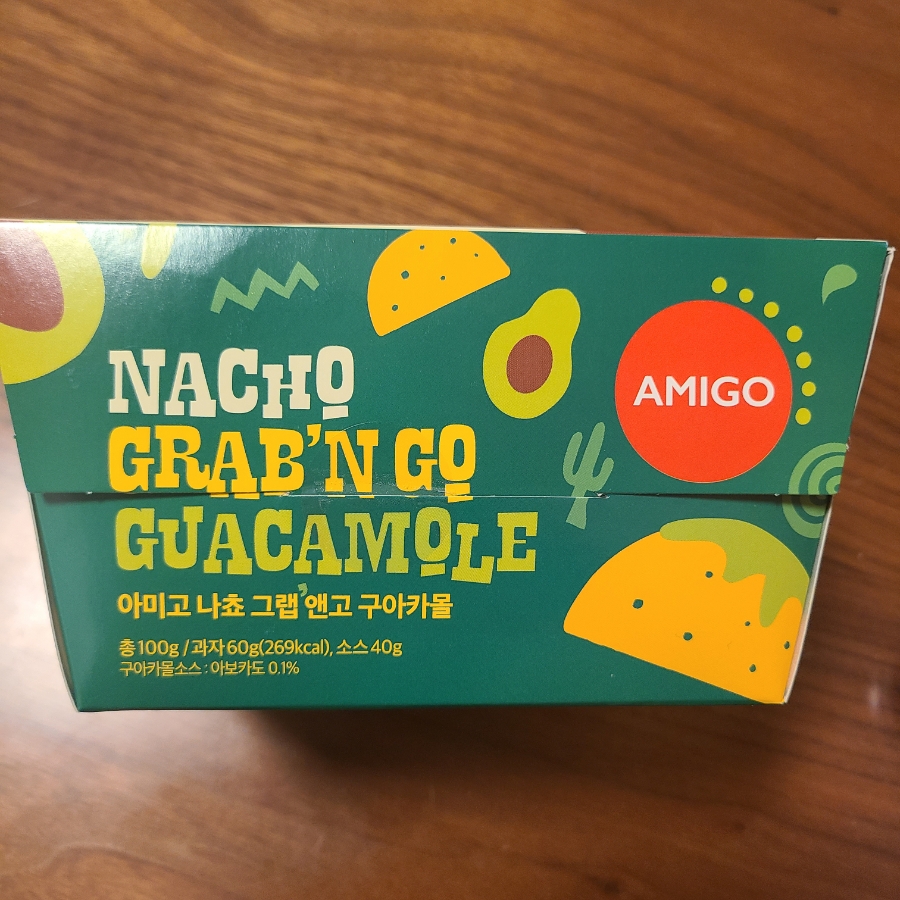 NACHO
GRAB'N GO
GUACAMOLE
AMIGO
아미고 나쵸 그랩'앤고 구아카몰
총 100g / 과자 60g(269kcal), 소스 40g
구아카몰소스 : 아보카도 0.1%